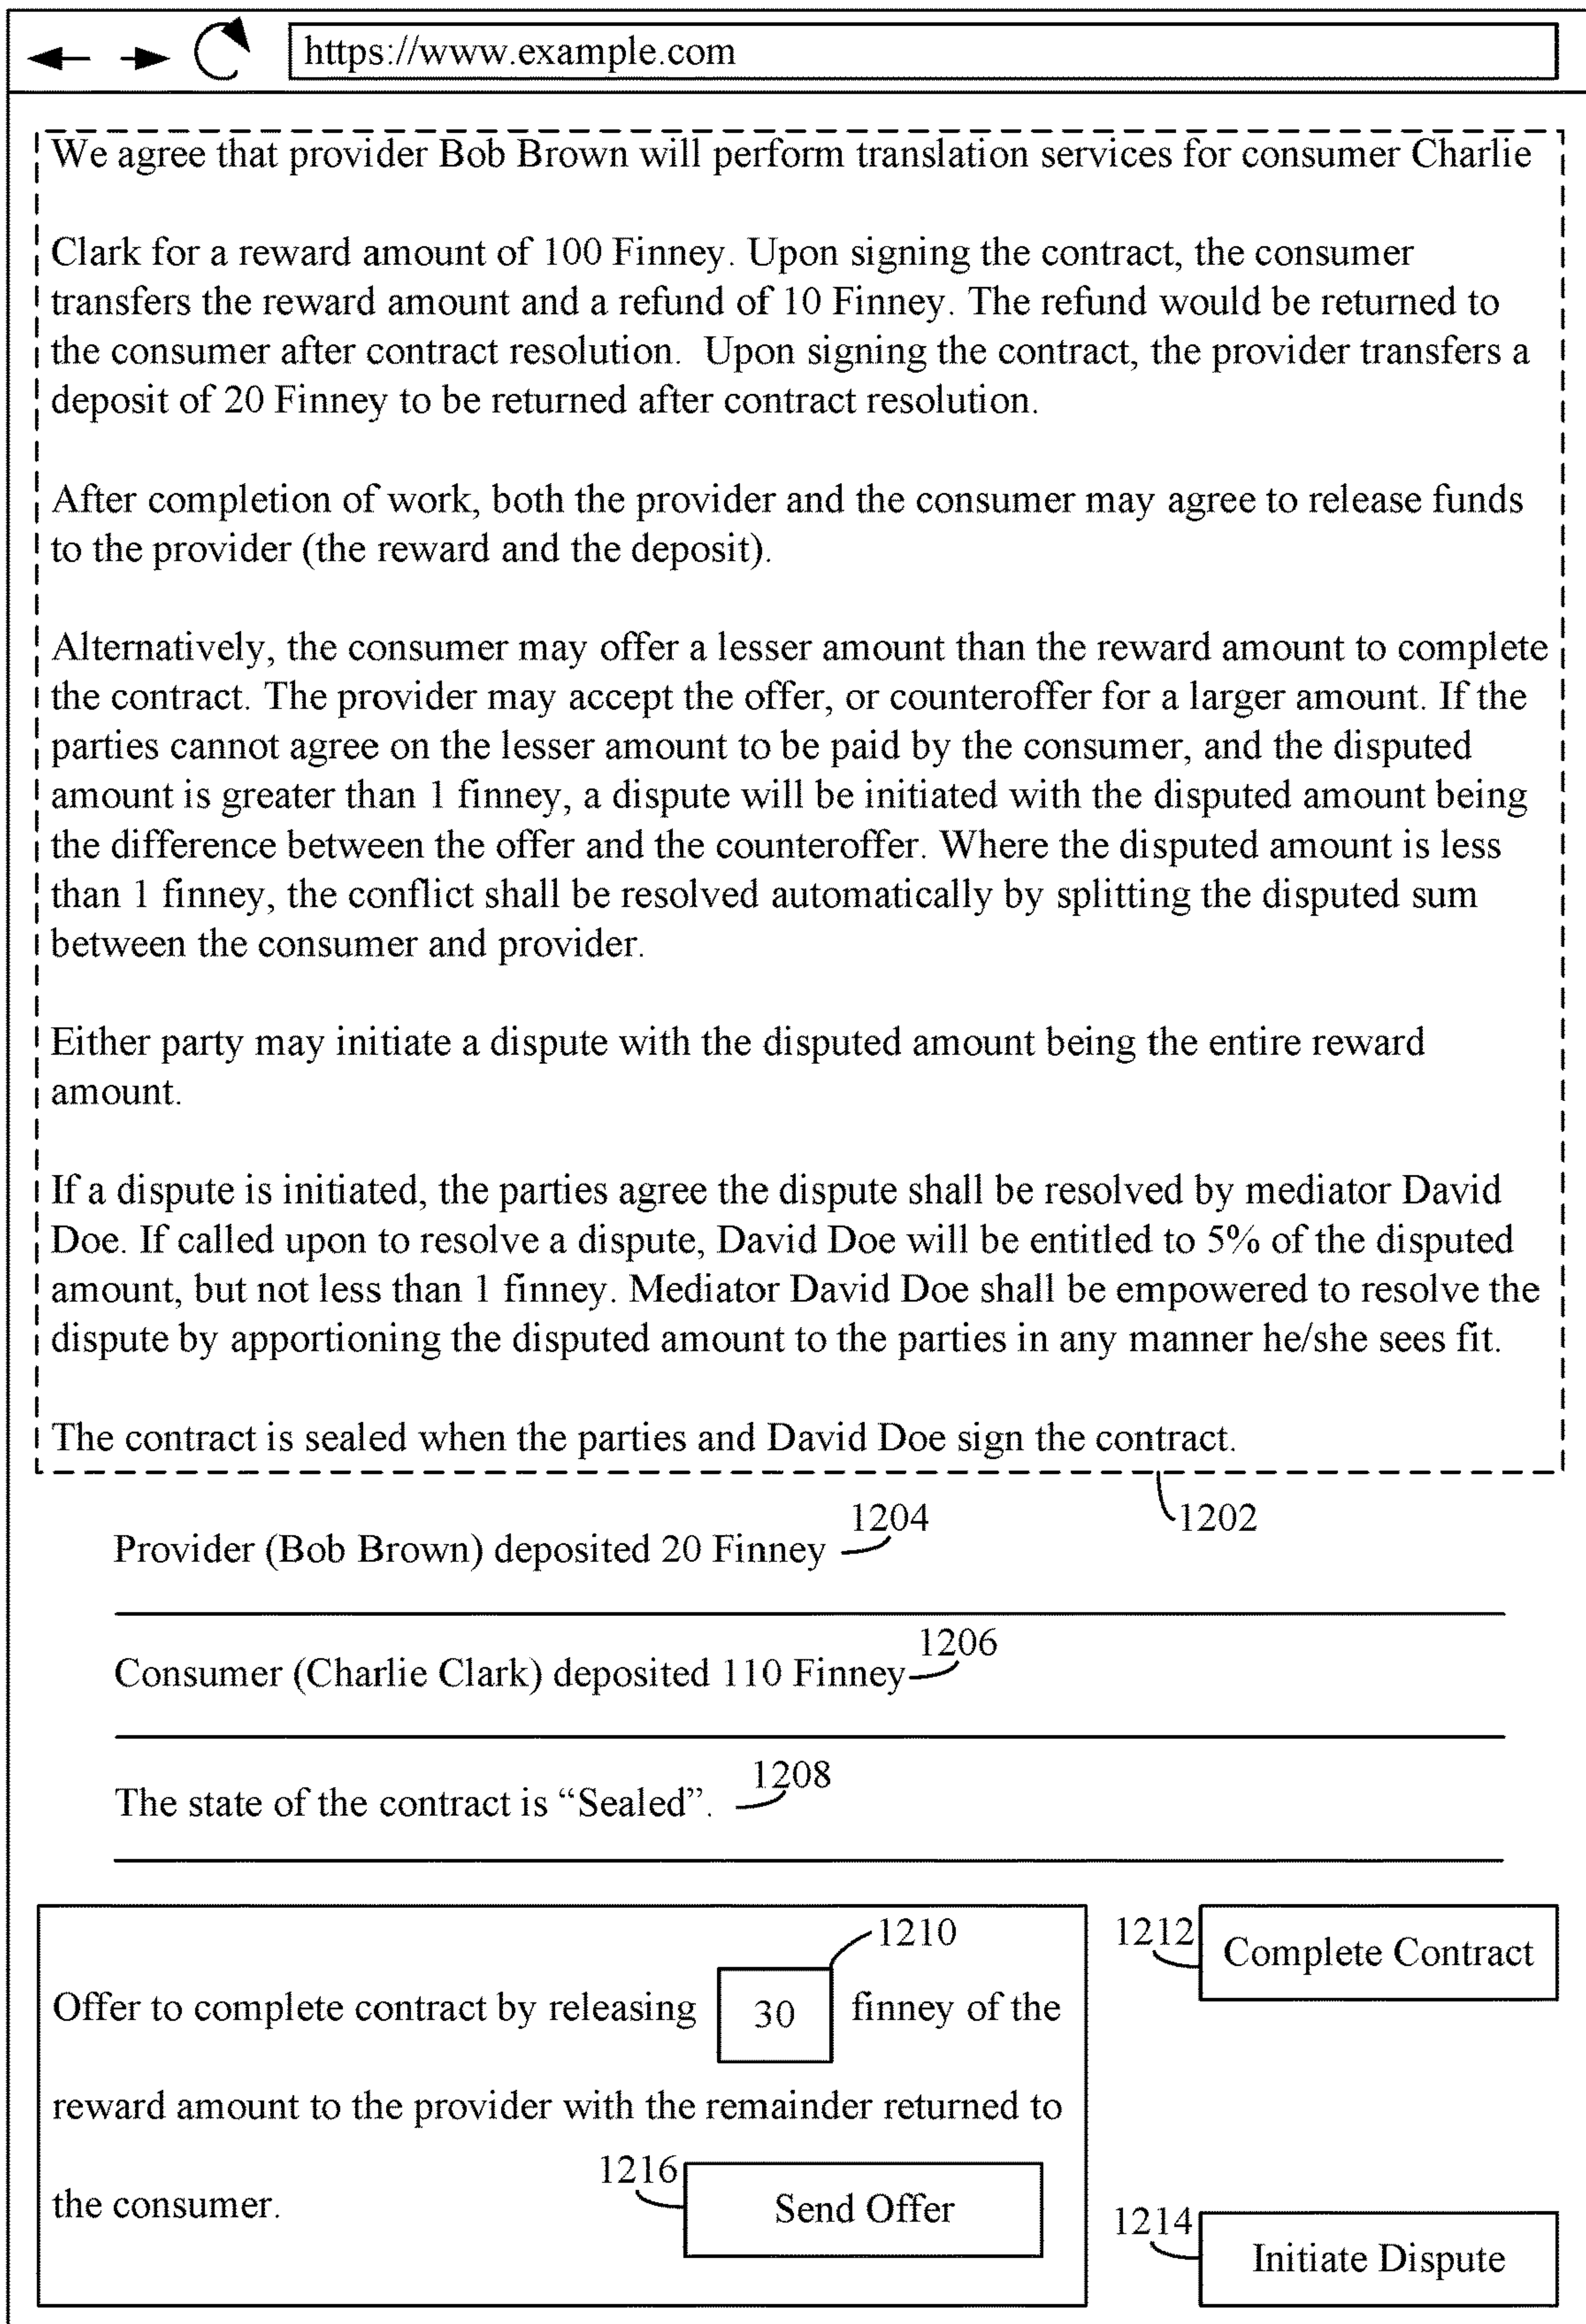 https://www.example.com
We agree that provider Bob Brown will perform translation services for consumer Charlie
Clark for a reward amount of 100 Finney. Upon signing the contract, the consumer
transfers the reward amount and a refund of 10 Finney. The refund would be returned to
the consumer after contract resolution.  Upon signing the contract, the provider transfers a
deposit of 20 Finney to be returned after contract resolution.
After completion of work, both the provider and the consumer may agree to release funds
to the provider (the reward and the deposit).
Alternatively, the consumer may offer a lesser amount than the reward amount to complete
the contract. The provider may accept the offer, or counteroffer for a larger amount. If the
parties cannot agree on the lesser amount to be paid by the consumer, and the disputed
amount is greater than 1 finney, a dispute will be initiated with the disputed amount being
the difference between the offer and the counteroffer. Where the disputed amount is less
than 1 finney, the conflict shall be resolved automatically by splitting the disputed sum
between the consumer and provider.
Either party may initiate a dispute with the disputed amount being the entire reward
amount.
If a dispute is initiated, the parties agree the dispute shall be resolved by mediator David
Doe. If called upon to resolve a dispute, David Doe will be entitled to 5% of the disputed
amount, but not less than 1 finney. Mediator David Doe shall be empowered to resolve the
dispute by apportioning the disputed amount to the parties in any manner he/she sees fit.
The contract is sealed when the parties and David Doe sign the contract.
1202
1204
Provider (Bob Brown) deposited 20 Finney
1206
Consumer (Charlie Clark) deposited 110 Finney
1208
The state of the contract is “Sealed”.
1210
Offer to complete contract by releasing 30 finney of the
reward amount to the provider with the remainder returned to
the consumer.
1216
Send Offer
1212
Complete Contract
1214
Initiate Dispute